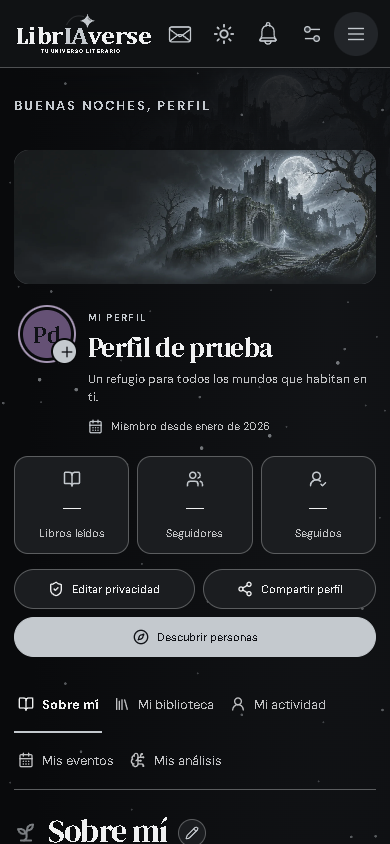 LibrIAverse
TU UNIVERSO LITERARIO
BUENAS NOCHES, PERFIL
Pd
MI PERFIL
Perfil de prueba
Un refugio para todos los mundos que habitan en
ti.
Miembro desde enero de 2026
— — —
Libros leídos Seguidores Seguidos
Editar privacidad Compartir perfil
Descubrir personas
Sobre mí Mi biblioteca Mi actividad
Mis eventos Mis análisis
Sobre mí